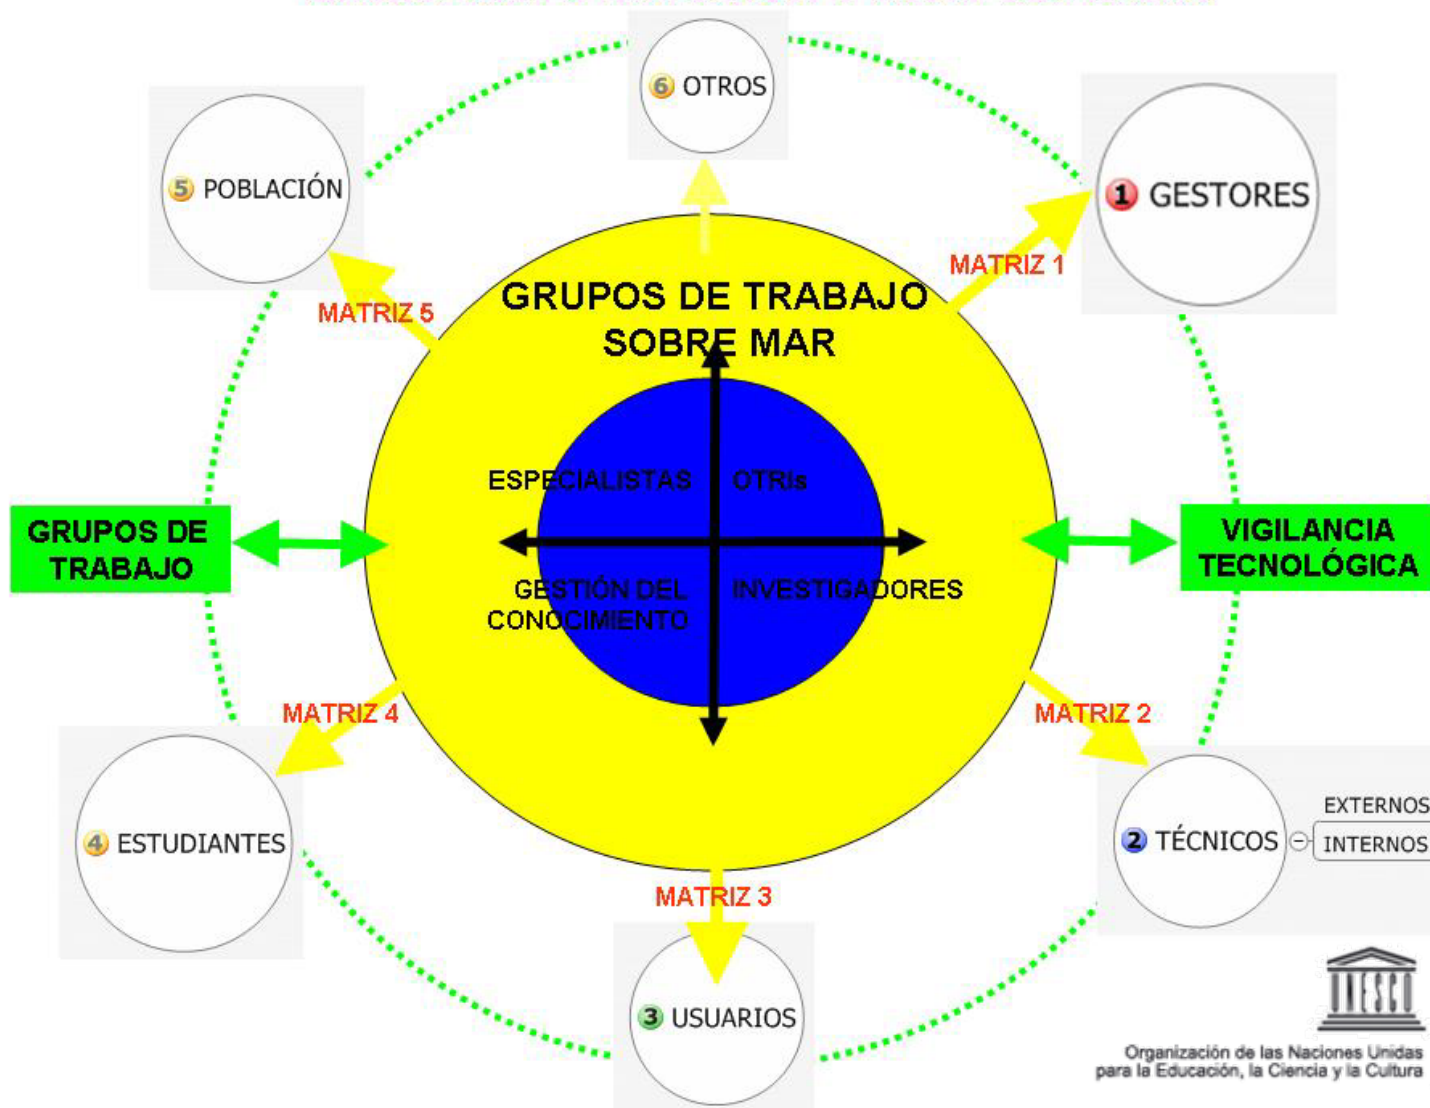 6 OTROS
5 POBLACIÓN
1 GESTORES
MATRIZ 1
MATRIZ 5
GRUPOS DE TRABAJO
SOBRE MAR
ESPECIALISTAS
OTRIs
GRUPOS DE
TRABAJO
VIGILANCIA
TECNOLÓGICA
GESTIÓN DEL
CONOCIMIENTO
INVESTIGADORES
MATRIZ 4
MATRIZ 2
4 ESTUDIANTES
2 TÉCNICOS
EXTERNOS
INTERNOS
MATRIZ 3
3 USUARIOS
UNESCO
Organización de las Naciones Unidas
para la Educación, la Ciencia y la Cultura